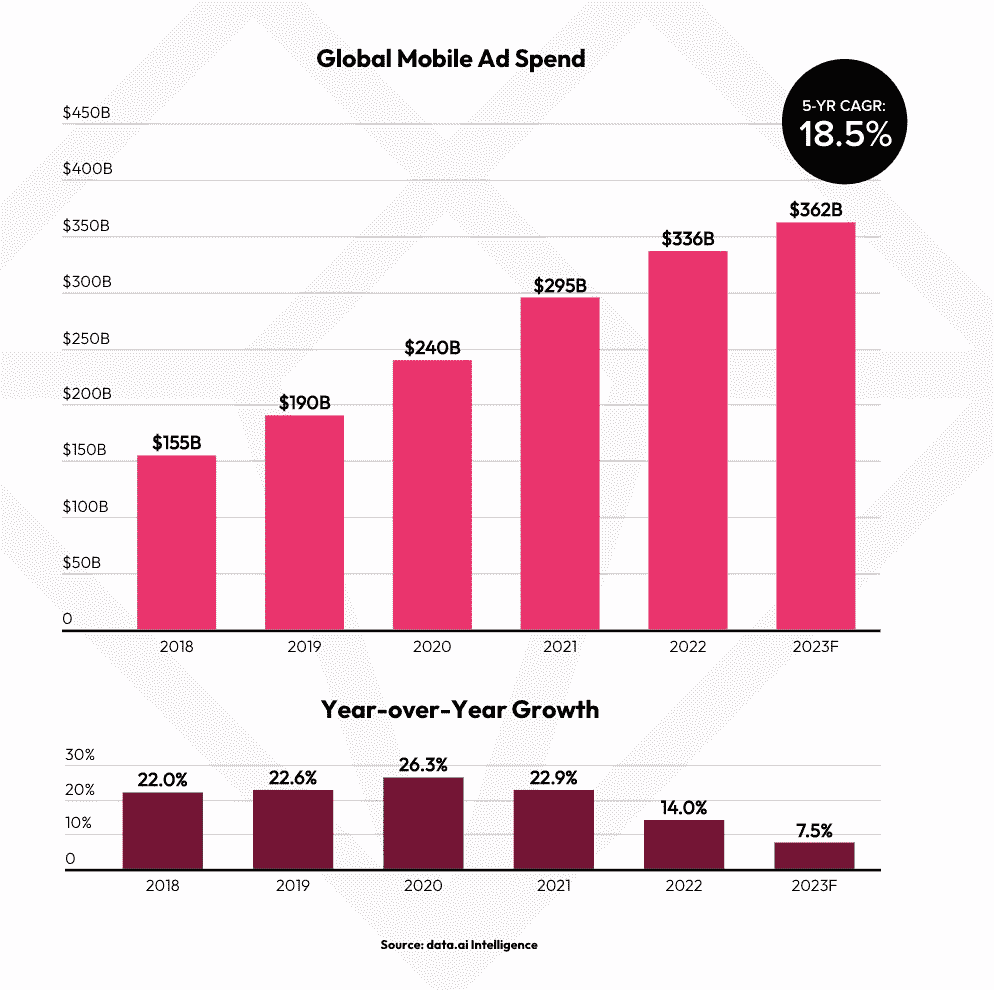 Global Mobile Ad Spend
5-YR CAGR:
18.5%
$450B
$400B
$350B
$300B
$250B
$200B
$150B
$100B
$50B
0
$155B
$190B
$240B
$295B
$336B
$362B
2018 2019 2020 2021 2022 2023F
Year-over-Year Growth
30%
20%
10%
0
22.0%
22.6%
26.3%
22.9%
14.0%
7.5%
2018 2019 2020 2021 2022 2023F
Source: data.ai Intelligence